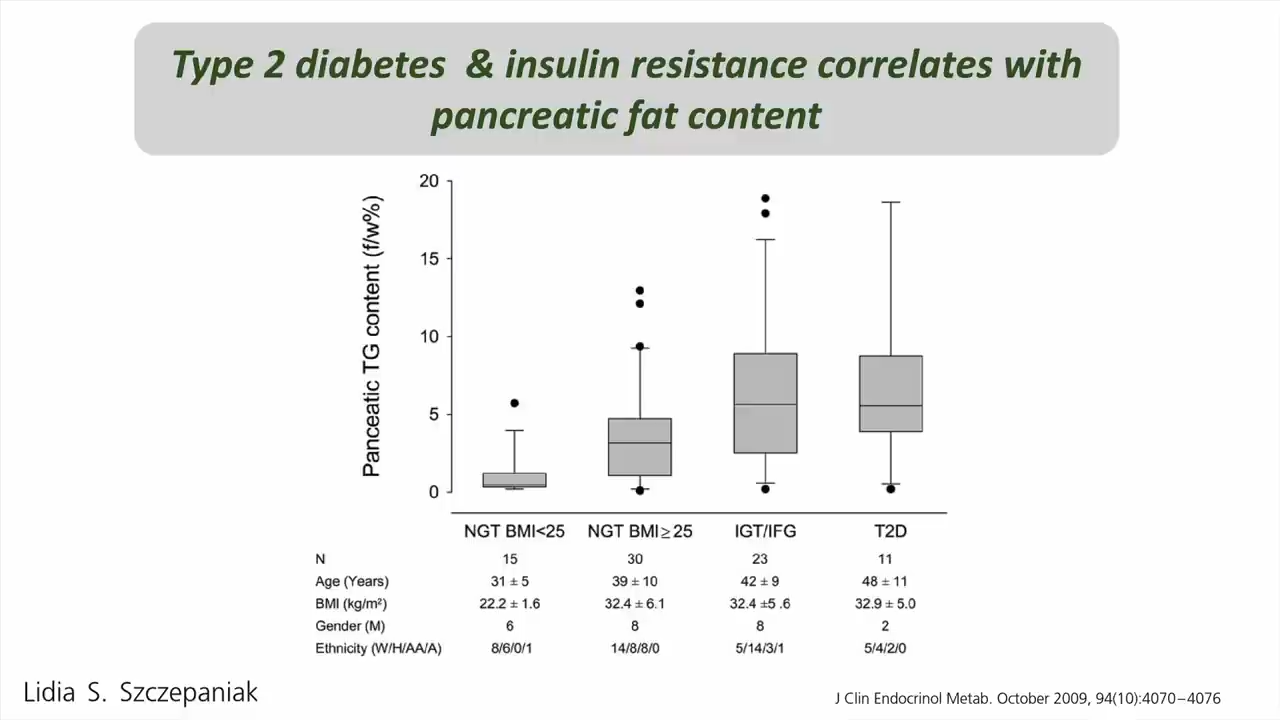 Type 2 diabetes & insulin resistance correlates with
pancreatic fat content
Panceatic TG content (f/w%)
20
15
10
5
0
NGT BMI<25 NGT BMI≥25 IGT/IFG T2D
N 15 30 23 11
Age (Years) 31 ± 5 39 ± 10 42 ± 9 48 ± 11
BMI (kg/m²) 22.2 ± 1.6 32.4 ± 6.1 32.4 ±5 .6 32.9 ± 5.0
Gender (M) 6 8 8 2
Ethnicity (W/H/AA/A) 8/6/0/1 14/8/8/0 5/14/3/1 5/4/2/0
Lidia S. Szczepaniak
J Clin Endocrinol Metab. October 2009, 94(10):4070–4076